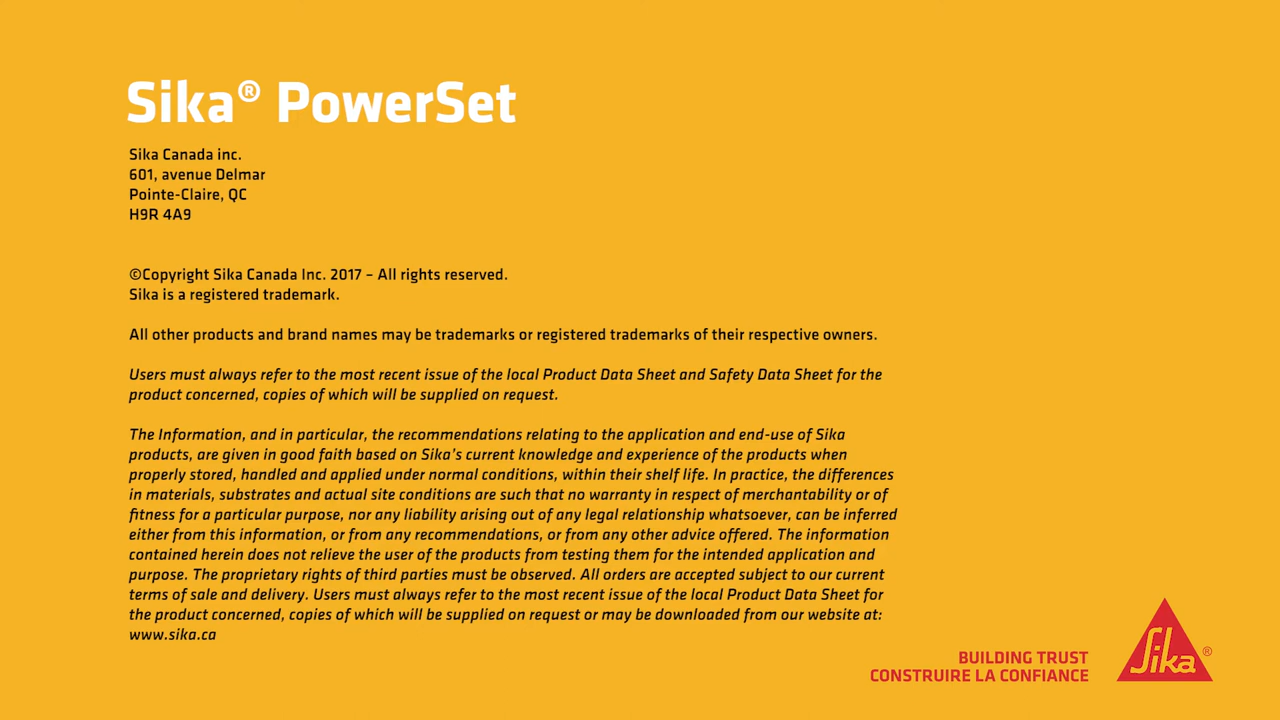 Sika® PowerSet
Sika Canada inc.
601, avenue Delmar
Pointe-Claire, QC
H9R 4A9
©Copyright Sika Canada Inc. 2017 – All rights reserved.
Sika is a registered trademark.
All other products and brand names may be trademarks or registered trademarks of their respective owners.
Users must always refer to the most recent issue of the local Product Data Sheet and Safety Data Sheet for the
product concerned, copies of which will be supplied on request.
The Information, and in particular, the recommendations relating to the application and end-use of Sika
products, are given in good faith based on Sika's current knowledge and experience of the products when
properly stored, handled and applied under normal conditions, within their shelf life. In practice, the differences
in materials, substrates and actual site conditions are such that no warranty in respect of merchantability or of
fitness for a particular purpose, nor any liability arising out of any legal relationship whatsoever, can be inferred
either from this information, or from any recommendations, or from any other advice offered. The information
contained herein does not relieve the user of the products from testing them for the intended application and
purpose. The proprietary rights of third parties must be observed. All orders are accepted subject to our current
terms of sale and delivery. Users must always refer to the most recent issue of the local Product Data Sheet for
the product concerned, copies of which will be supplied on request or may be downloaded from our website at:
www.sika.ca
BUILDING TRUST
CONSTRUIRE LA CONFIANCE
Sika®